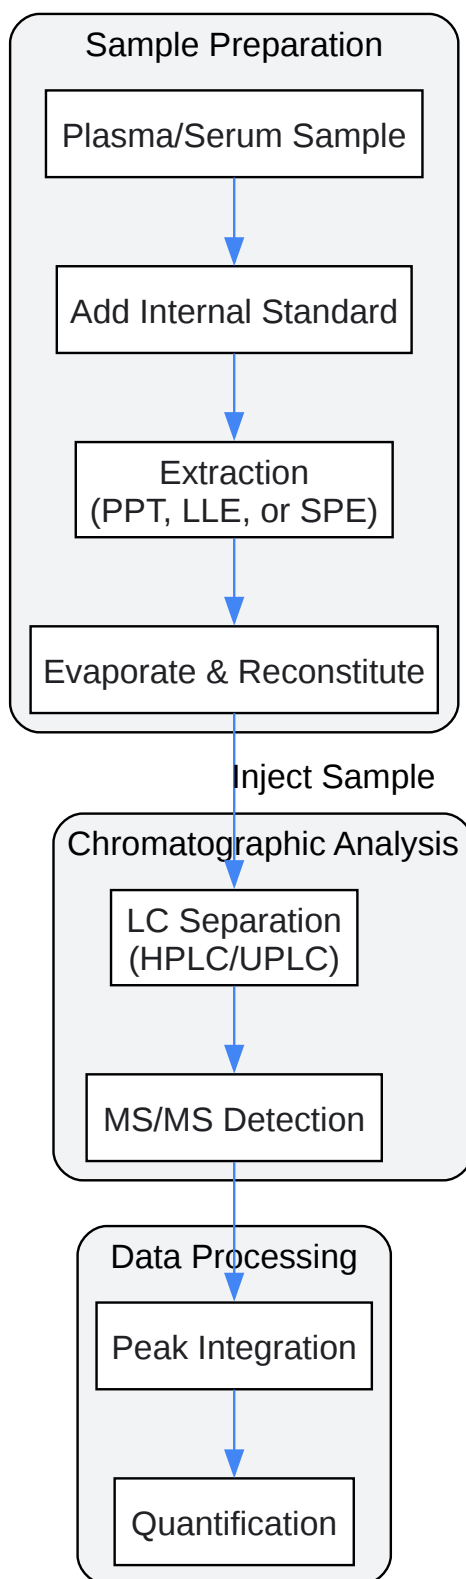 Sample Preparation
Plasma/Serum Sample
Add Internal Standard
Extraction
(PPT, LLE, or SPE)
Evaporate & Reconstitute
Inject Sample
Chromatographic Analysis
LC Separation
(HPLC/UPLC)
MS/MS Detection
Data Processing
Peak Integration
Quantification